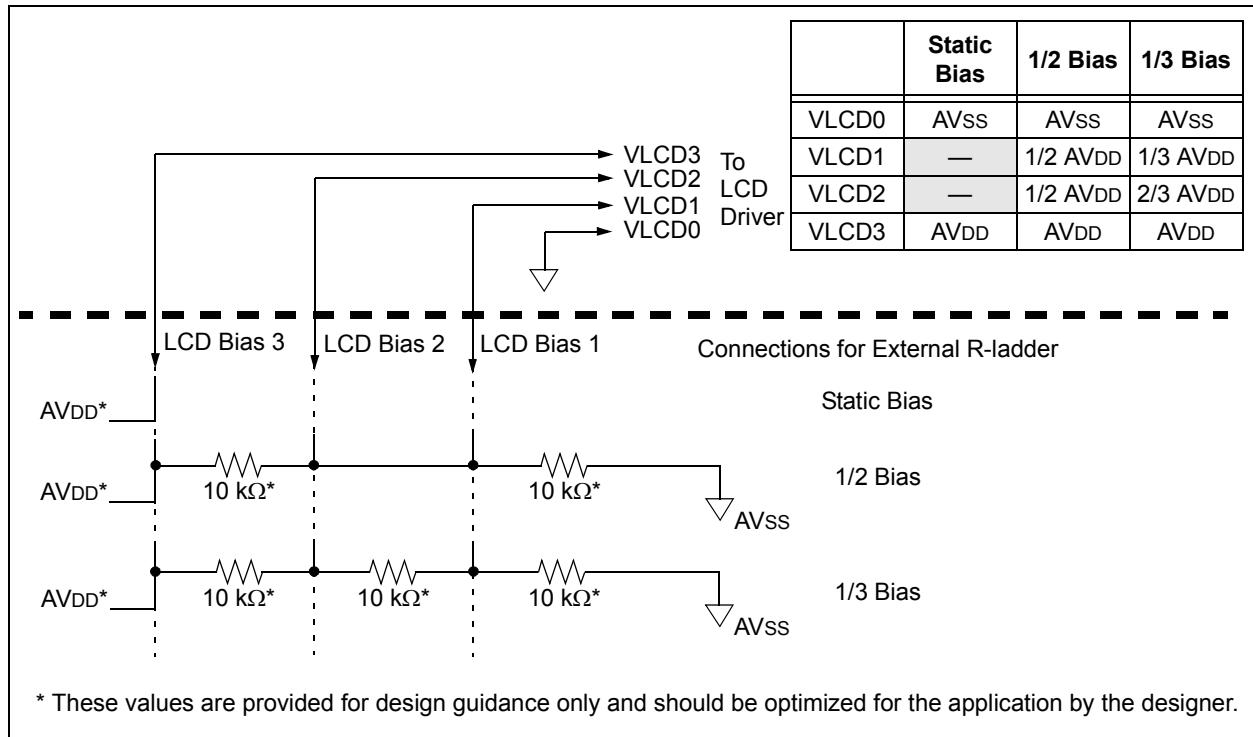 Static Bias 1/2 Bias 1/3 Bias
VLCD0 AVSS AVSS AVSS
VLCD1 — 1/2 AVDD 1/3 AVDD
VLCD2 — 1/2 AVDD 2/3 AVDD
VLCD3 AVDD AVDD AVDD
VLCD3
VLCD2
VLCD1
VLCD0
To
LCD
Driver
LCD Bias 3 LCD Bias 2 LCD Bias 1 Connections for External R-ladder
AVDD* Static Bias
AVDD* 10 kΩ* 10 kΩ* AVSS 1/2 Bias
AVDD* 10 kΩ* 10 kΩ* 10 kΩ* AVSS 1/3 Bias
* These values are provided for design guidance only and should be optimized for the application by the designer.